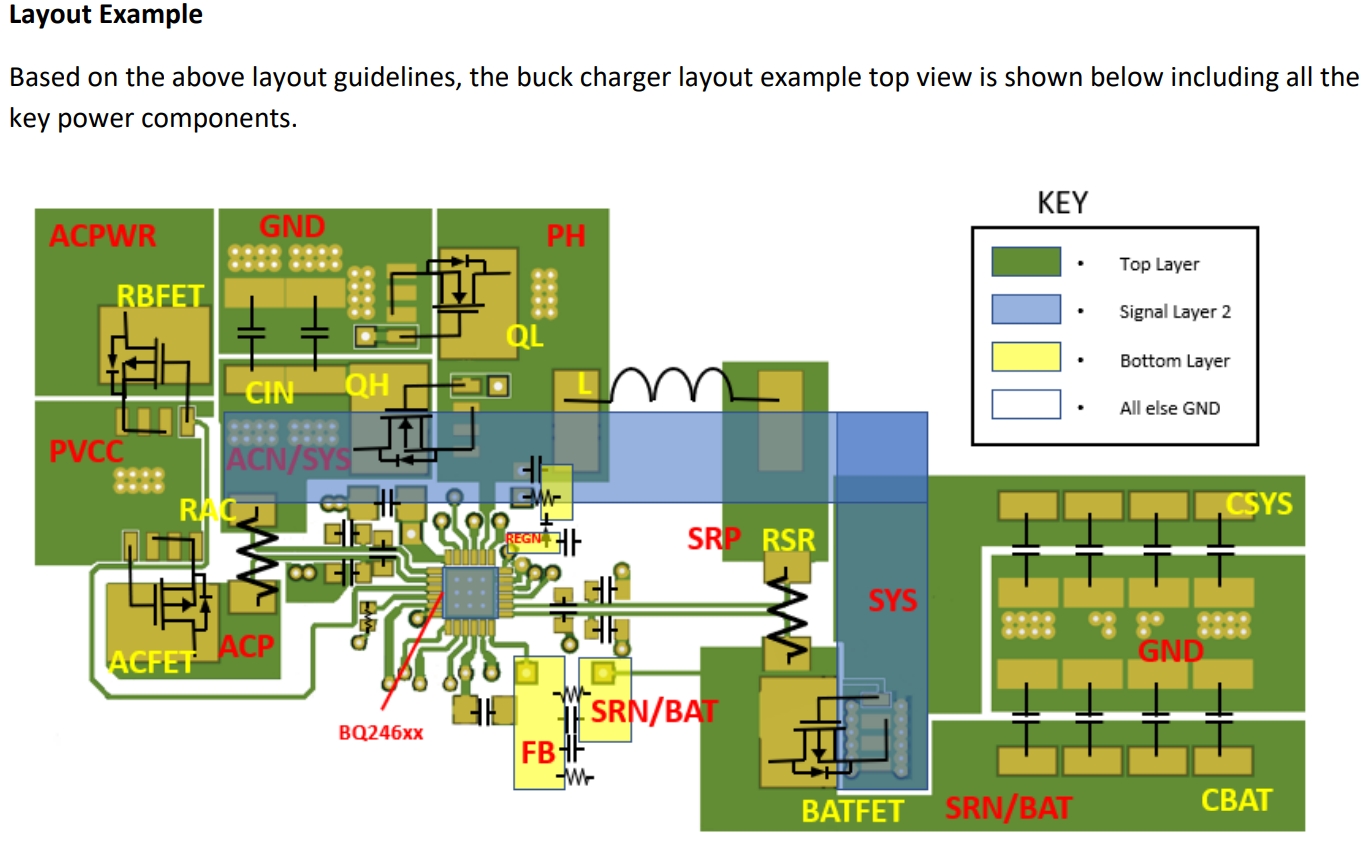 Layout Example
Based on the above layout guidelines, the buck charger layout example top view is shown below including all the
key power components.
KEY
Top Layer
Signal Layer 2
Bottom Layer
All else GND
ACPWR
GND
PH
RBFET
QL
CIN
QH
L
PVCC
ACN/SYS
RAC
REGN
SRP
RSR
CSYS
SYS
ACFET
ACP
GND
BQ246xx
FB
SRN/BAT
BATFET
SRN/BAT
CBAT